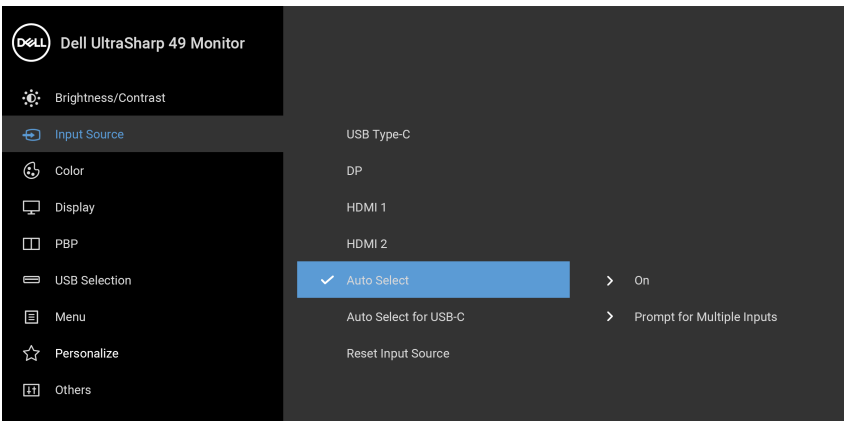 DELL Dell UltraSharp 49 Monitor
Brightness/Contrast
Input Source
USB Type-C
Color
DP
Display
HDMI 1
PBP
HDMI 2
USB Selection
Auto Select
On
Menu
Auto Select for USB-C
Prompt for Multiple Inputs
Personalize
Reset Input Source
Others